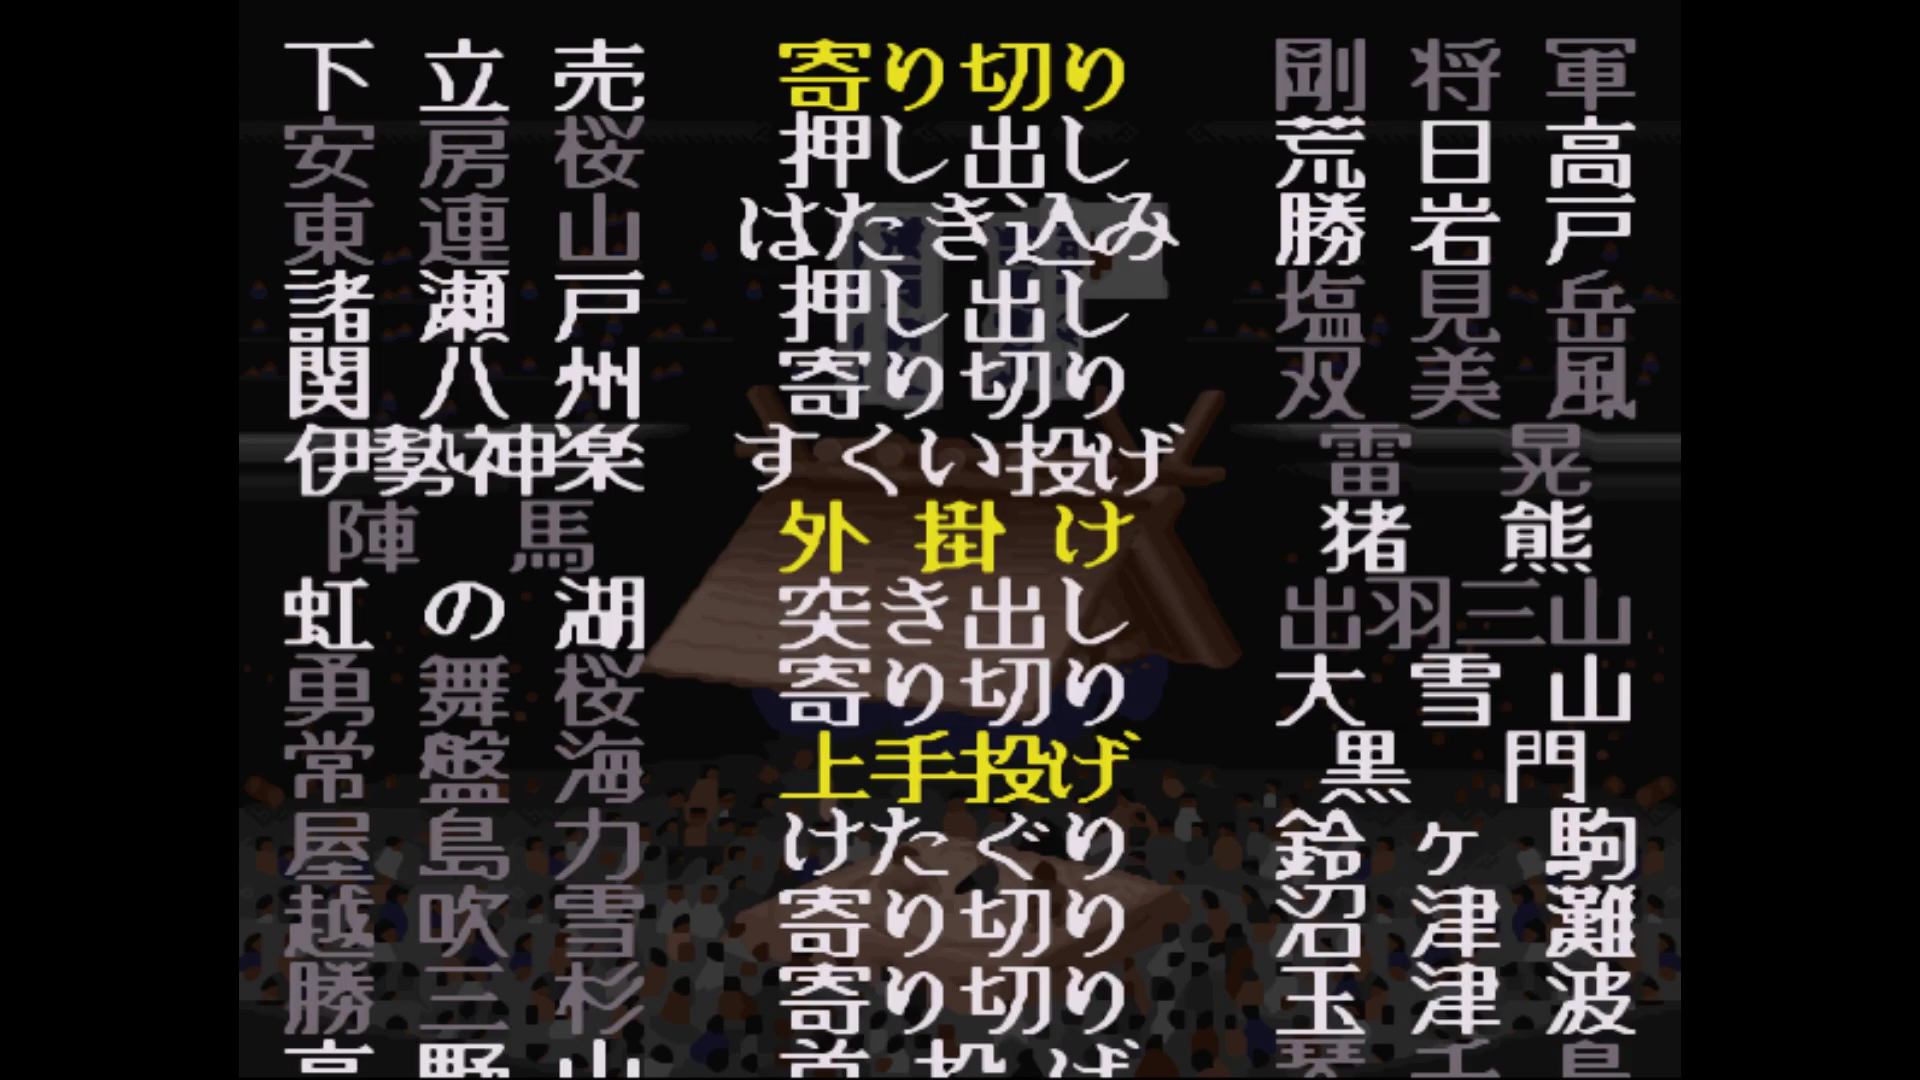 下立売 寄り切り 剛将軍
安房桜 押し出し 荒日高
東連山 はたき込み 勝岩戸
諸瀬戸 押し出し 塩見岳
関八州 寄り切り 双美風
伊勢神楽 すくい投げ 雷晃
陣馬 外掛け 猪熊
虹の湖 突き出し 出羽三山
勇舞桜 寄り切り 大雪山
常盤海 上手投げ 黒門
屋島力 けたぐり 鈴ヶ駒
越吹雪 寄り切り 沼津灘
勝三杉 寄り切り 玉津波
高野山